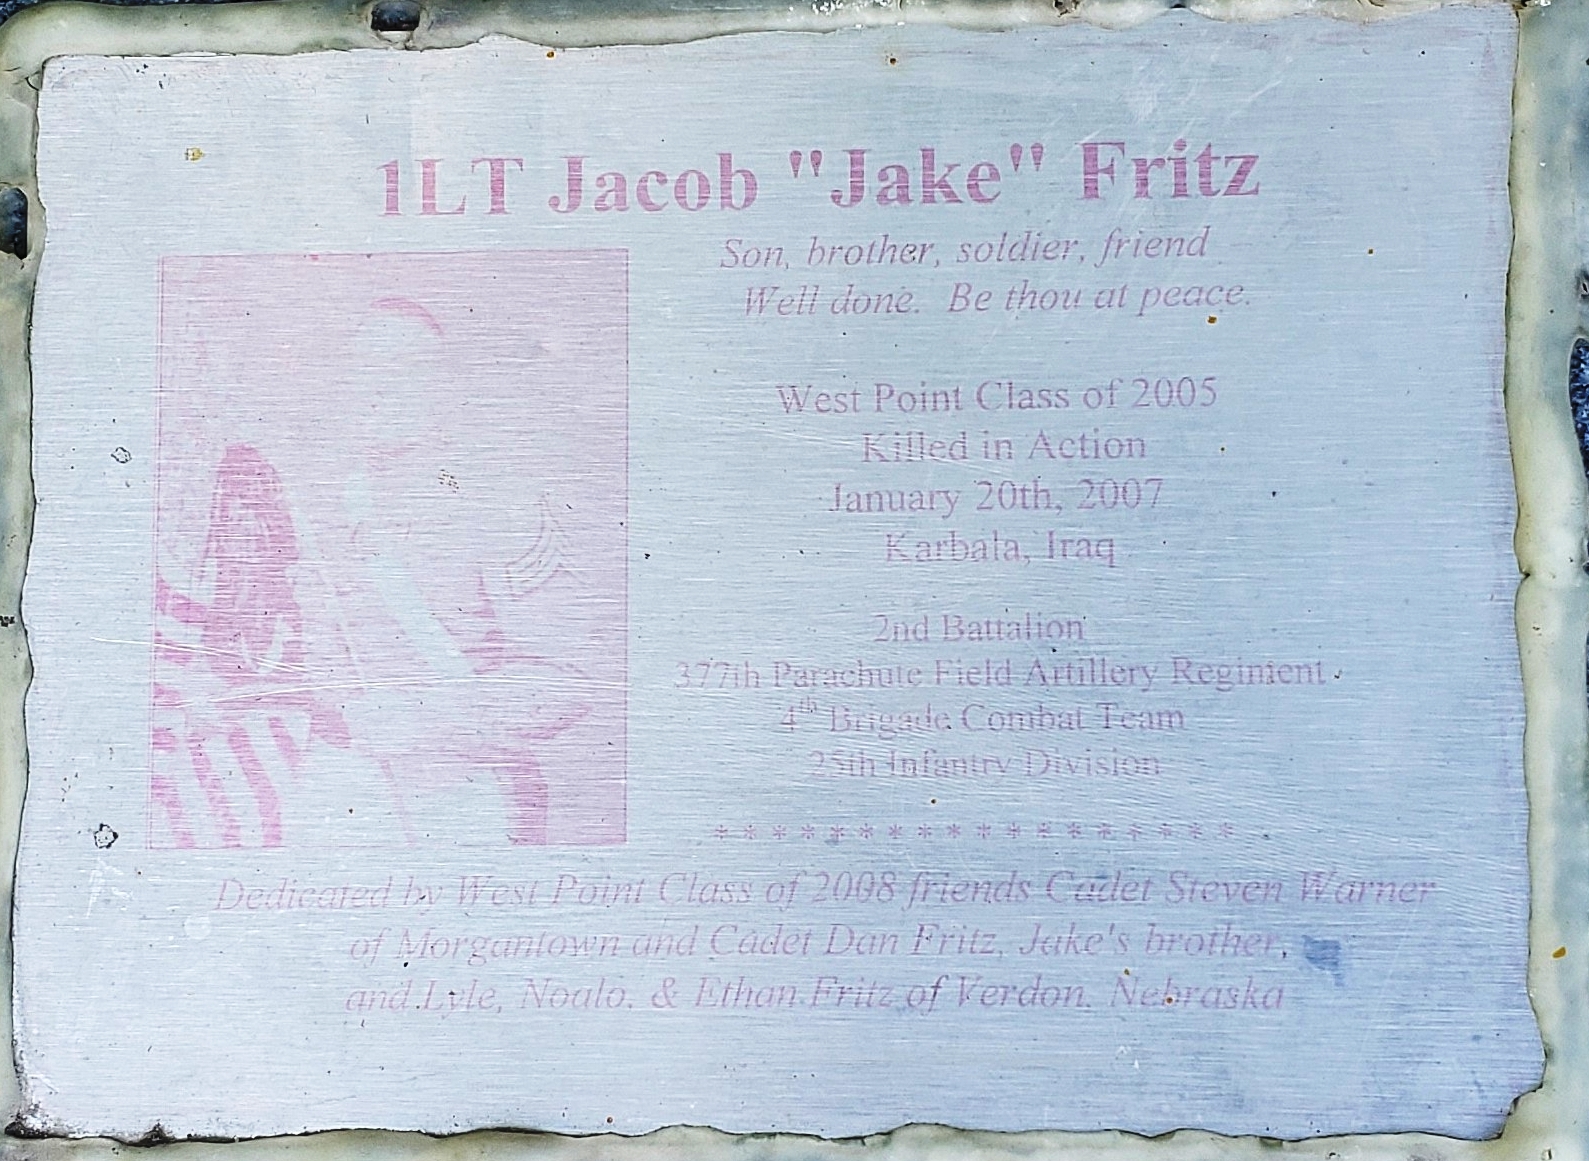 1LT Jacob "Jake" Fritz
Son, brother, soldier, friend
Well done. Be thou at peace.
West Point Class of 2005
Killed in Action
January 20th, 2007
Karbala, Iraq
2nd Battalion
377th Parachute Field Artillery Regiment
4th Brigade Combat Team
25th Infantry Division
* * * * * * * * * * * * * * * * * *
Dedicated by West Point Class of 2008 friends Cadet Steven Warner
of Morgantown and Cadet Dan Fritz, Jake's brother,
and Lyle, Noalo, & Ethan Fritz of Verdon, Nebraska